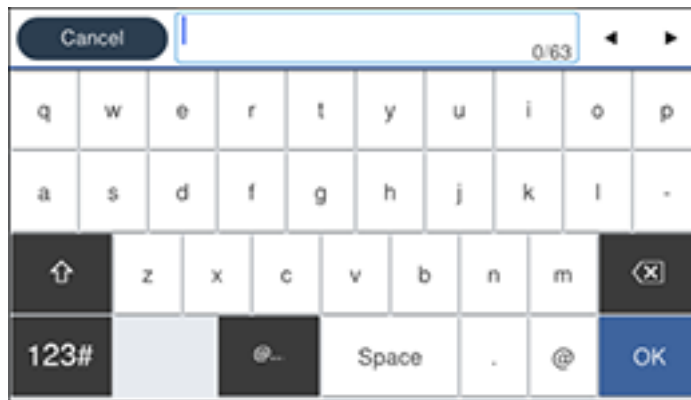 Cancel 0/63
q w e r t y u i o p
a s d f g h j k l -
z x c v b n m
123# @... Space . @ OK